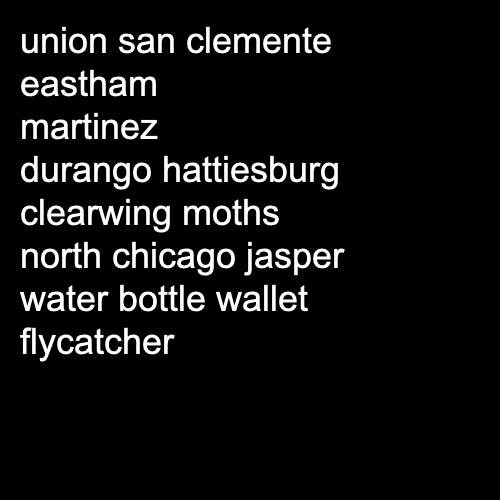 union san clemente
eastham
martinez
durango hattiesburg
clearwing moths
north chicago jasper
water bottle wallet
flycatcher